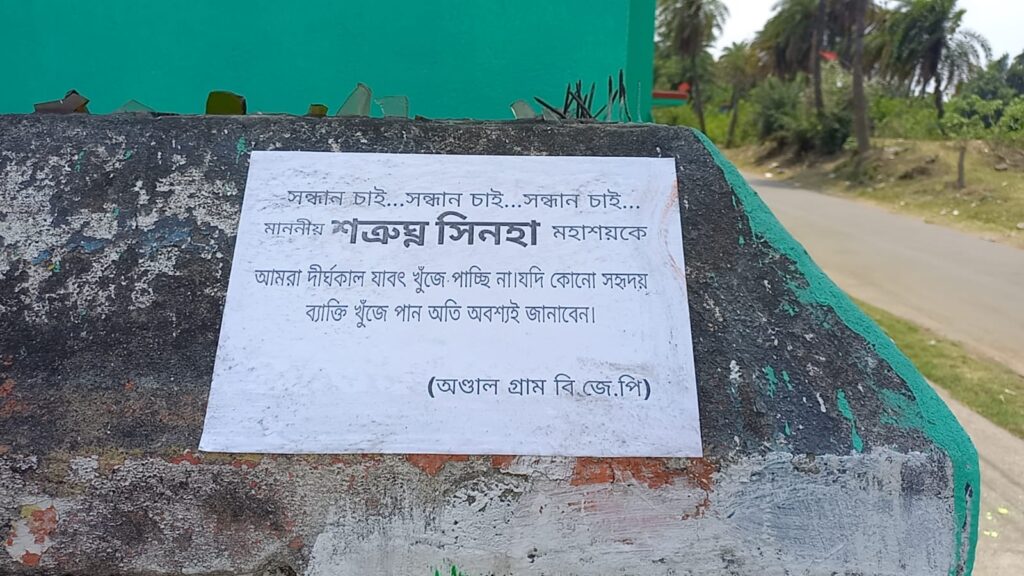 সন্ধান চাই...সন্ধান চাই...সন্ধান চাই...
মাননীয় শত্রুঘ্ন সিনহা মহাশয়কে
আমরা দীর্ঘকাল যাবৎ খুঁজে পাচ্ছি না।যদি কোনো সহৃদয়
ব্যাক্তি খুঁজে পান অতি অবশ্যই জানাবেন।
(অণ্ডাল গ্রাম বি.জে.পি)